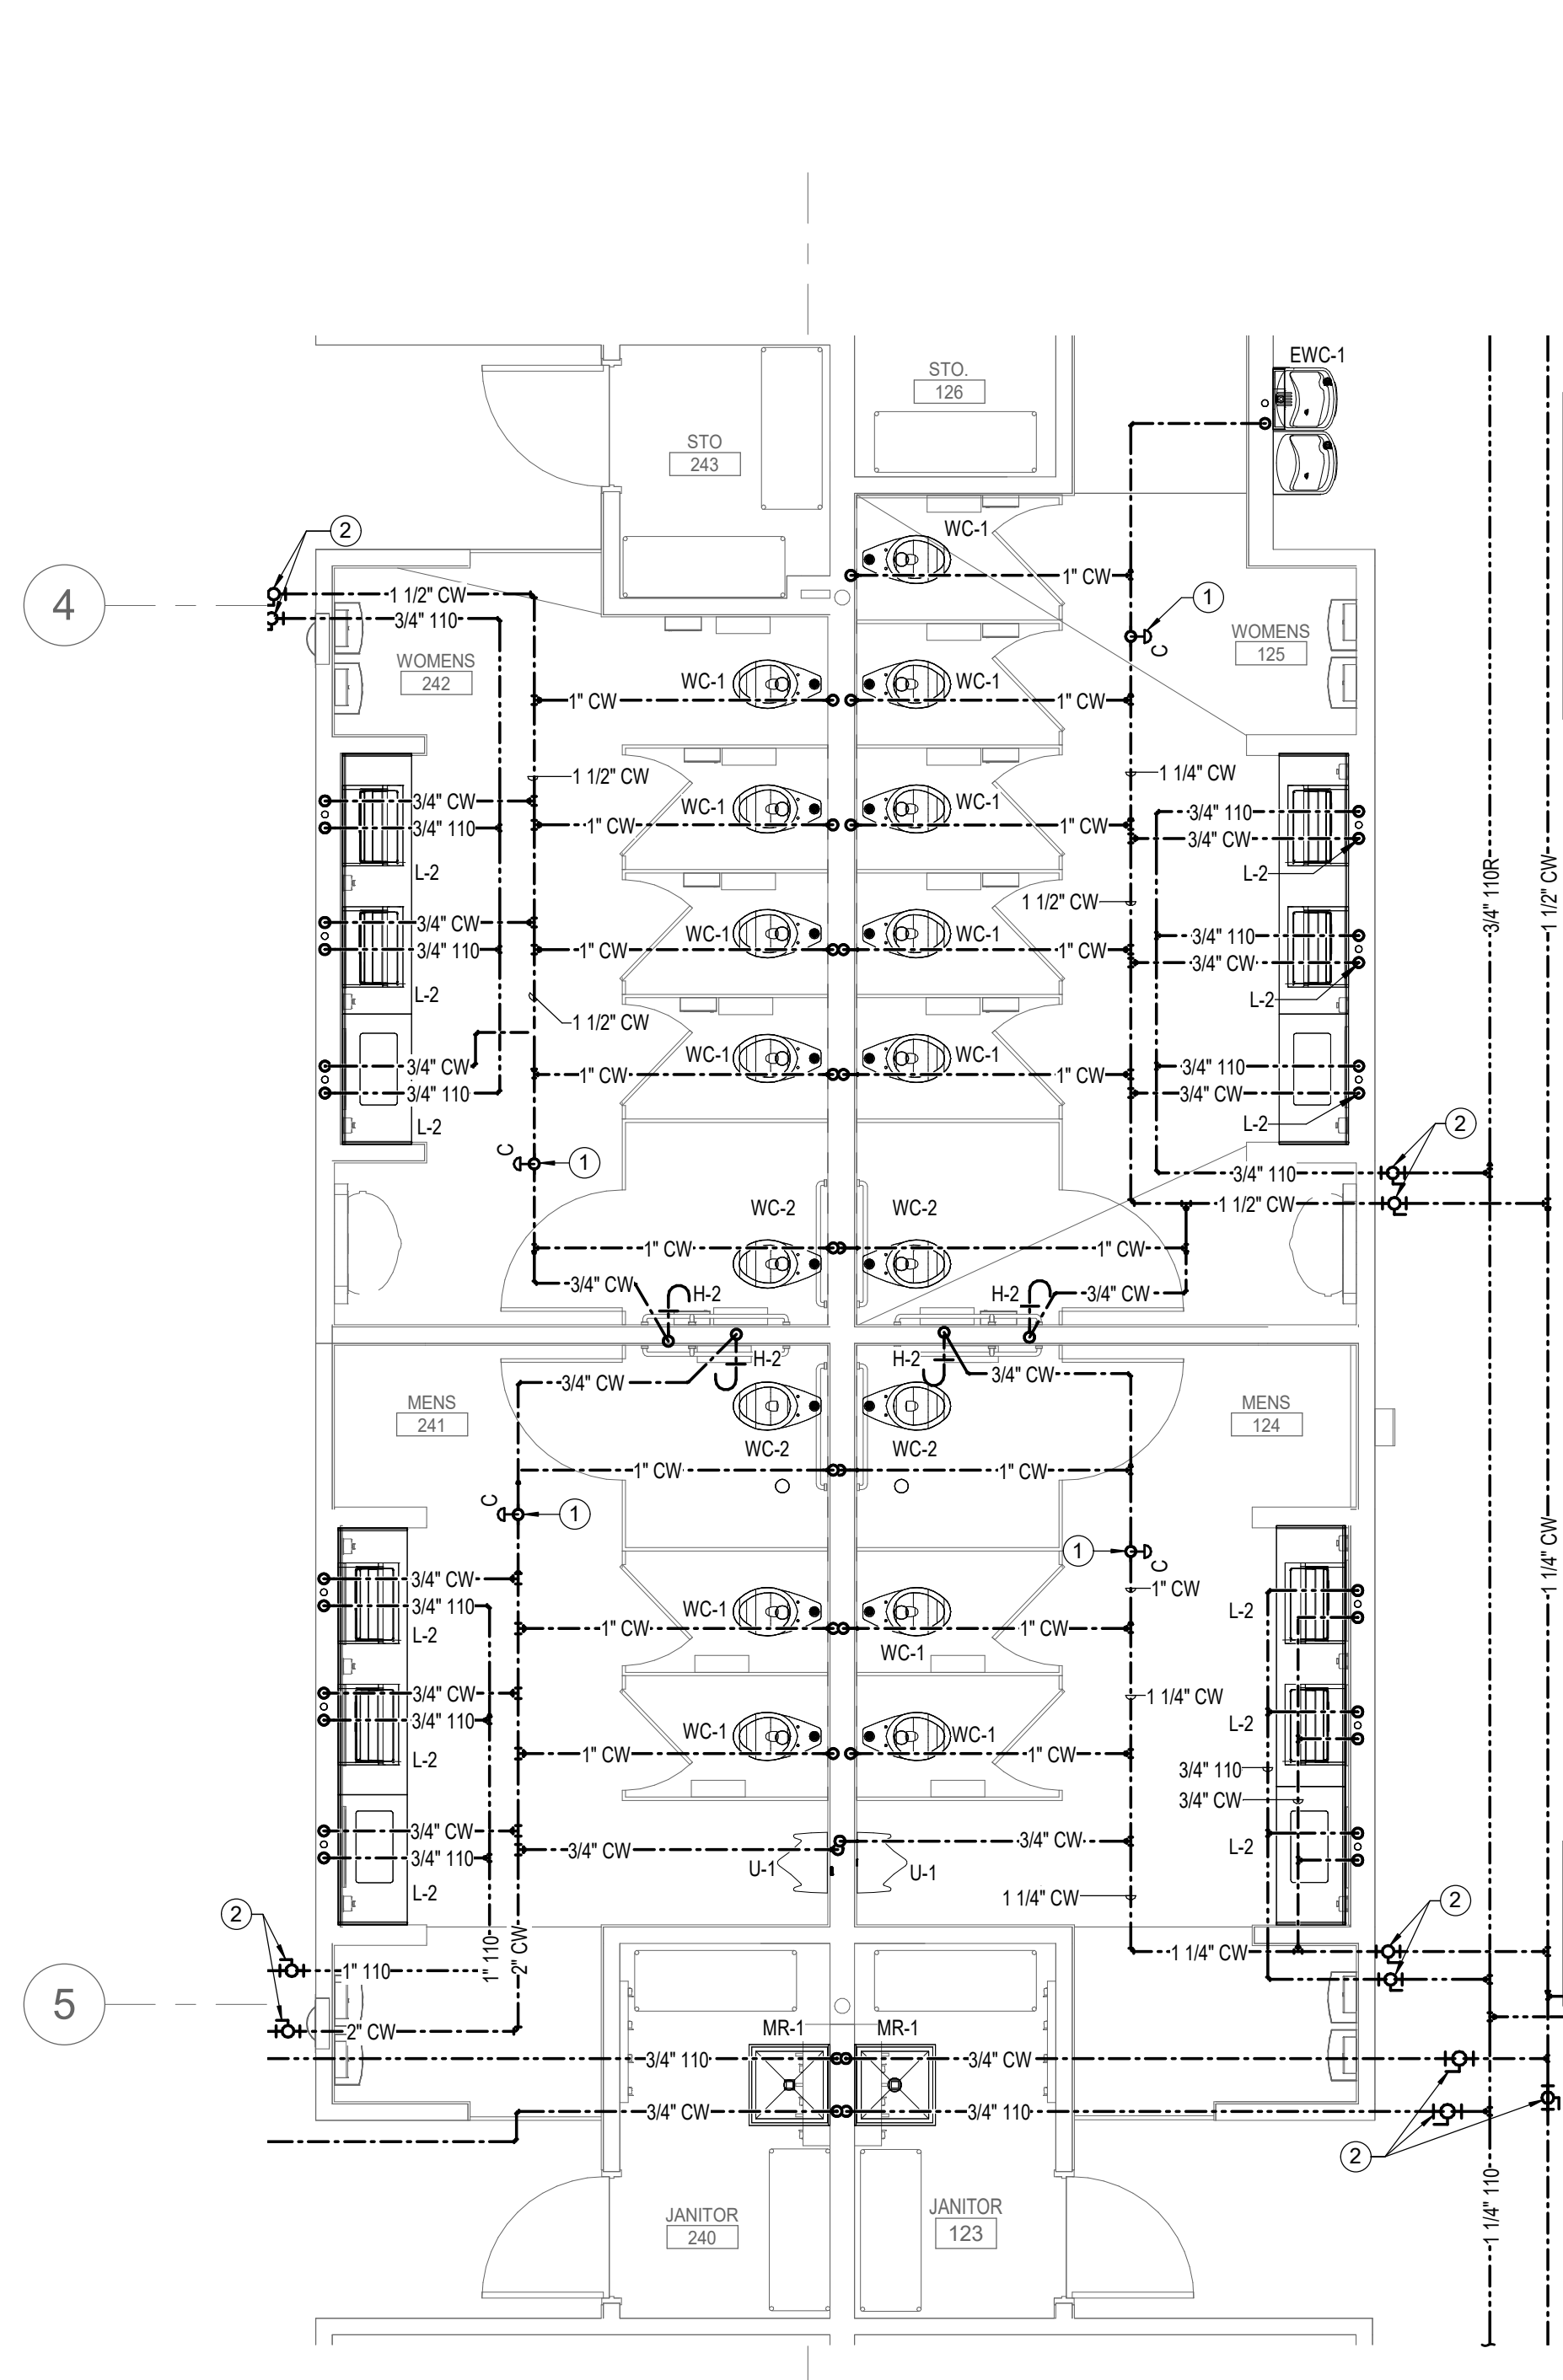 EWC-1
STO.
126
STO
243
2
WC-1
1" CW
4
1 1/2" CW
3/4" 110
1
C
WOMENS
242
WOMENS
125
WC-1
WC-1
1" CW
1" CW
1 1/2" CW
1 1/4" CW
3/4" CW
3/4" 110
WC-1
WC-1
1" CW
1" CW
3/4" 110
3/4" CW
L-2
L-2
3/4" 110R
1 1/2" CW
1 1/2" CW
3/4" CW
3/4" 110
WC-1
WC-1
1" CW
1" CW
3/4" 110
3/4" CW
L-2
L-2
1 1/2" CW
WC-1
WC-1
3/4" CW
3/4" 110
1" CW
1" CW
3/4" 110
3/4" CW
L-2
L-2
2
C
1
3/4" 110
1 1/2" CW
WC-2
WC-2
1" CW
1" CW
3/4" CW
H-2
H-2
3/4" CW
H-2
H-2
3/4" CW
3/4" CW
MENS
241
MENS
124
WC-2
WC-2
1" CW
1" CW
C
1
1
C
1 1/4" CW
3/4" CW
3/4" 110
L-2
WC-1
1" CW
1" CW
WC-1
1" CW
L-2
3/4" CW
3/4" 110
L-2
WC-1
WC-1
1" CW
1" CW
1 1/4" CW
L-2
3/4" 110
3/4" CW
3/4" CW
3/4" 110
L-2
3/4" CW
3/4" CW
U-1
U-1
L-2
1 1/4" CW
2
2
1" 110
2" CW
1" 110
1 1/4" CW
5
2" CW
MR-1
MR-1
3/4" 110
3/4" CW
3/4" CW
3/4" 110
2
1 1/4" 110
JANITOR
240
JANITOR
123